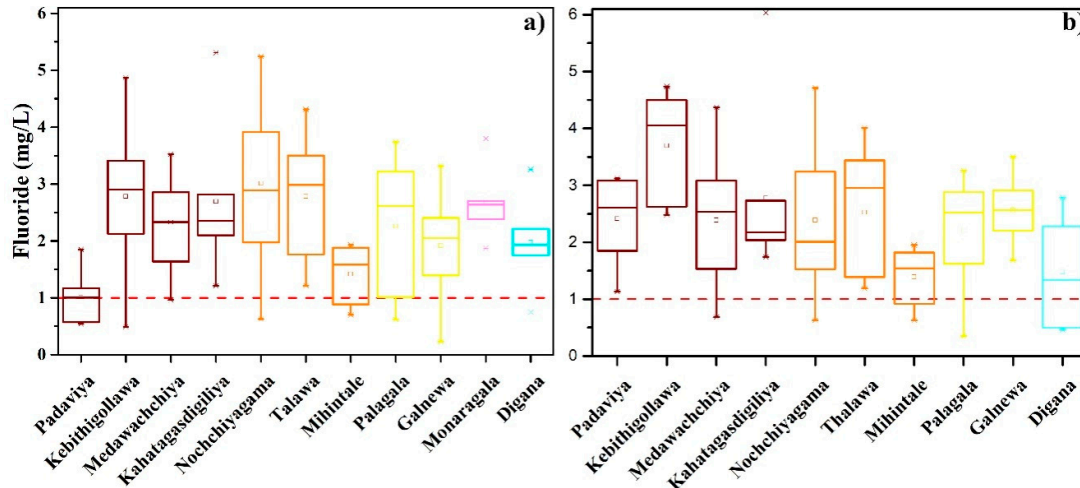 a)
Fluoride (mg/L)
6
5
4
3
2
1
0
Padaviya
Kebithigollawa
Medawachchiya
Kahatagasdigiliya
Nochchiyagama
Talawa
Mihintale
Palagala
Galnewa
Monaragala
Digana
b)
6
5
4
3
2
1
0
Padaviya
Kebithigollawa
Medawachchiya
Kahatagasdigiliya
Nochchiyagama
Thalawa
Mihintale
Palagala
Galnewa
Digana